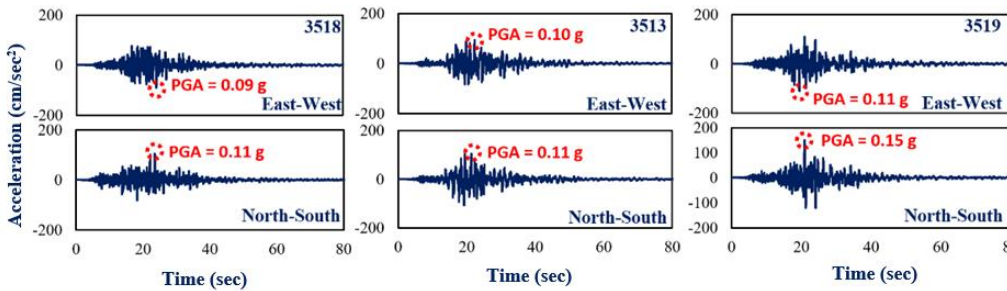 Acceleration (cm/sec²)
200
0
-200
3518
PGA = 0.09 g
East-West
200
0
-200
PGA = 0.11 g
North-South
0 20 40 60 80
Time (sec)
200
0
-200
3513
PGA = 0.10 g
East-West
200
0
-200
PGA = 0.11 g
North-South
0 20 40 60 80
Time (sec)
200
0
-200
3519
PGA = 0.11 g
East-West
200
150
100
0
-100
-200
PGA = 0.15 g
North-South
0 20 40 60 80
Time (sec)